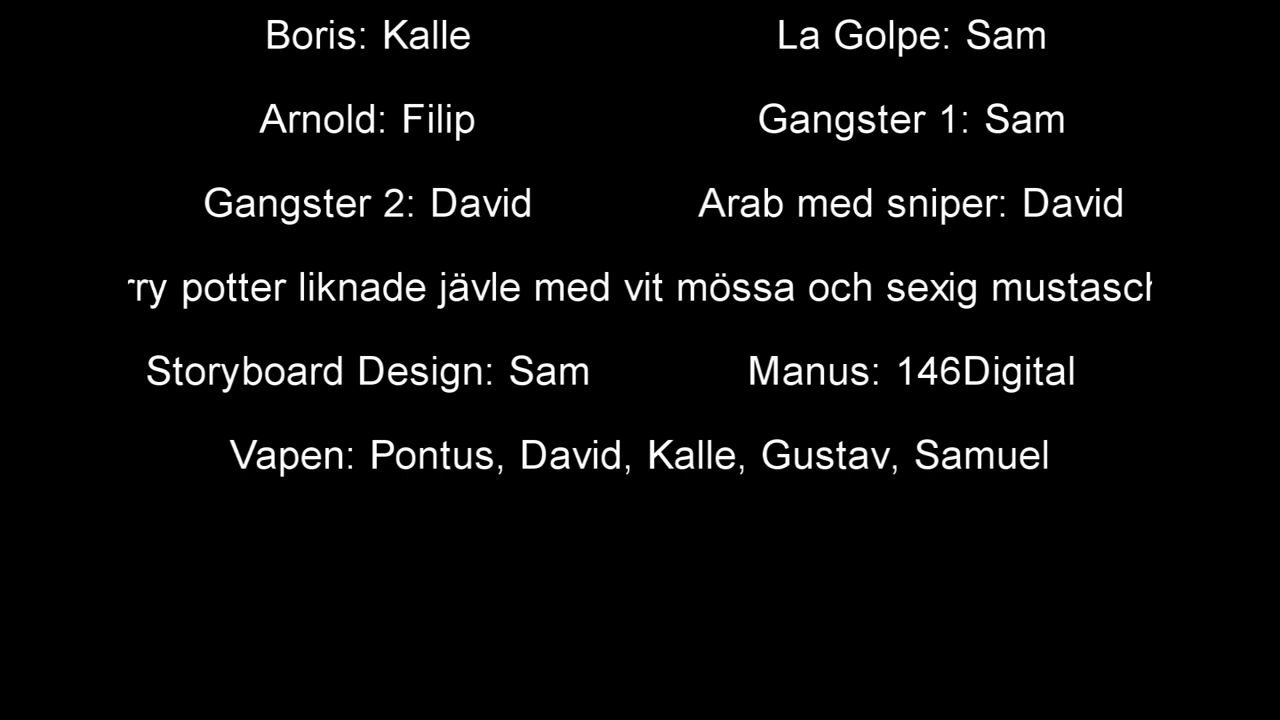 Boris: Kalle La Golpe: Sam
Arnold: Filip Gangster 1: Sam
Gangster 2: David Arab med sniper: David
potter liknade jävle med vit mössa och sexig
Storyboard Design: Sam Manus: 146Digital
Vapen: Pontus, David, Kalle, Gustav, Samuel